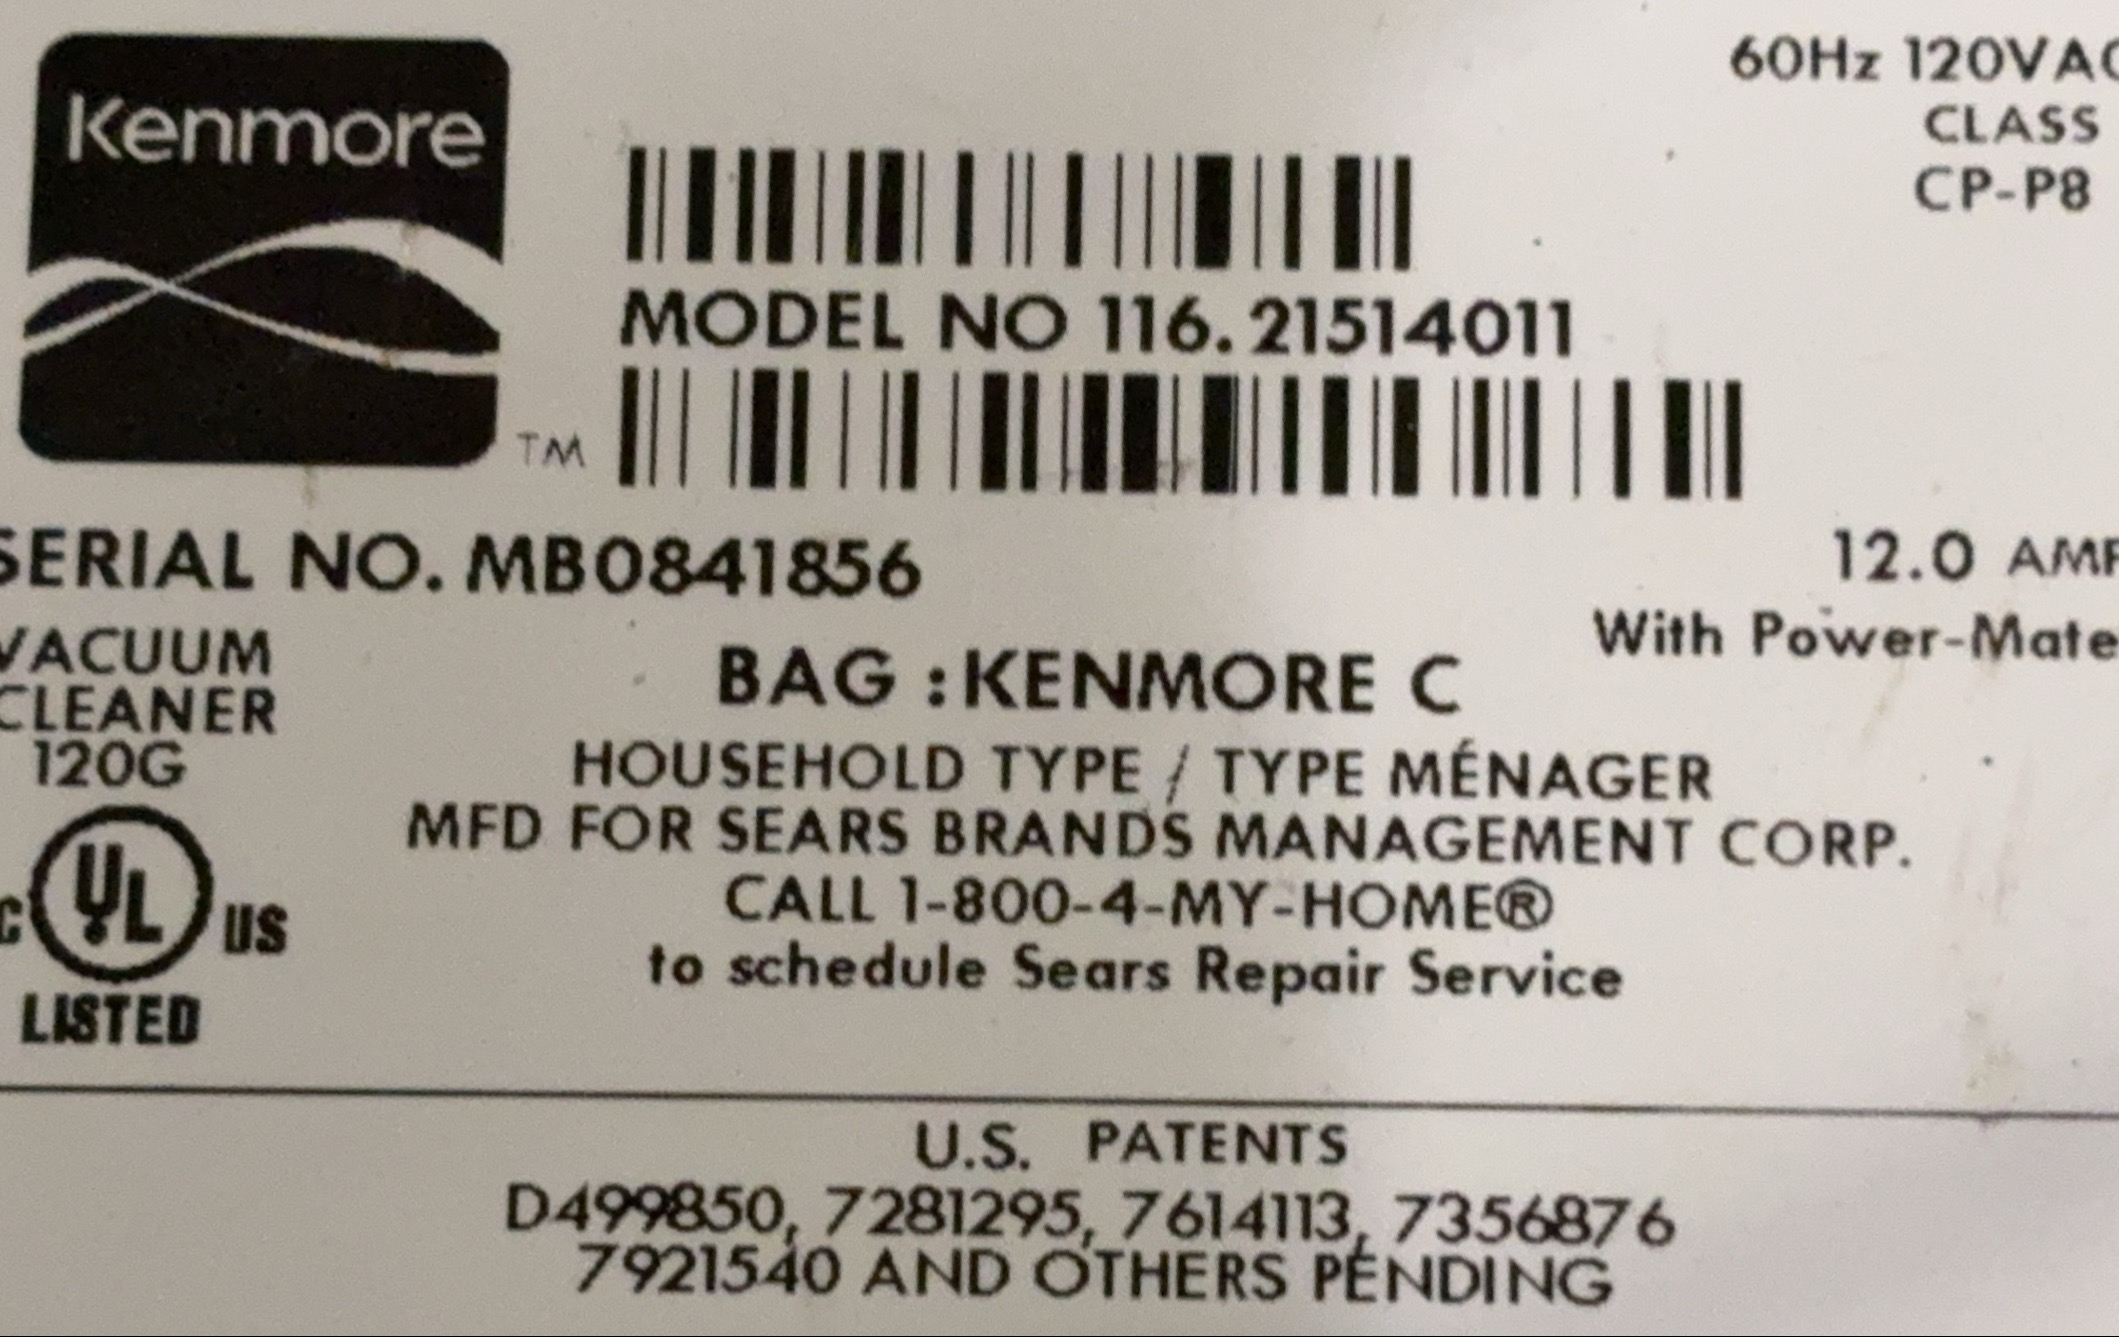 Kenmore
TM
60Hz 120VAC
CLASS
CP-P8
MODEL NO 116.21514011
SERIAL NO. MB0841856
12.0 AMP
With Power-Mate
VACUUM
CLEANER
120G
BAG :KENMORE C
HOUSEHOLD TYPE / TYPE MÉNAGER
MFD FOR SEARS BRANDS MANAGEMENT CORP.
CALL 1-800-4-MY-HOME®
to schedule Sears Repair Service
C UL US
LISTED
U.S. PATENTS
D499850, 7281295, 7614113, 7356876
7921540 AND OTHERS PENDING